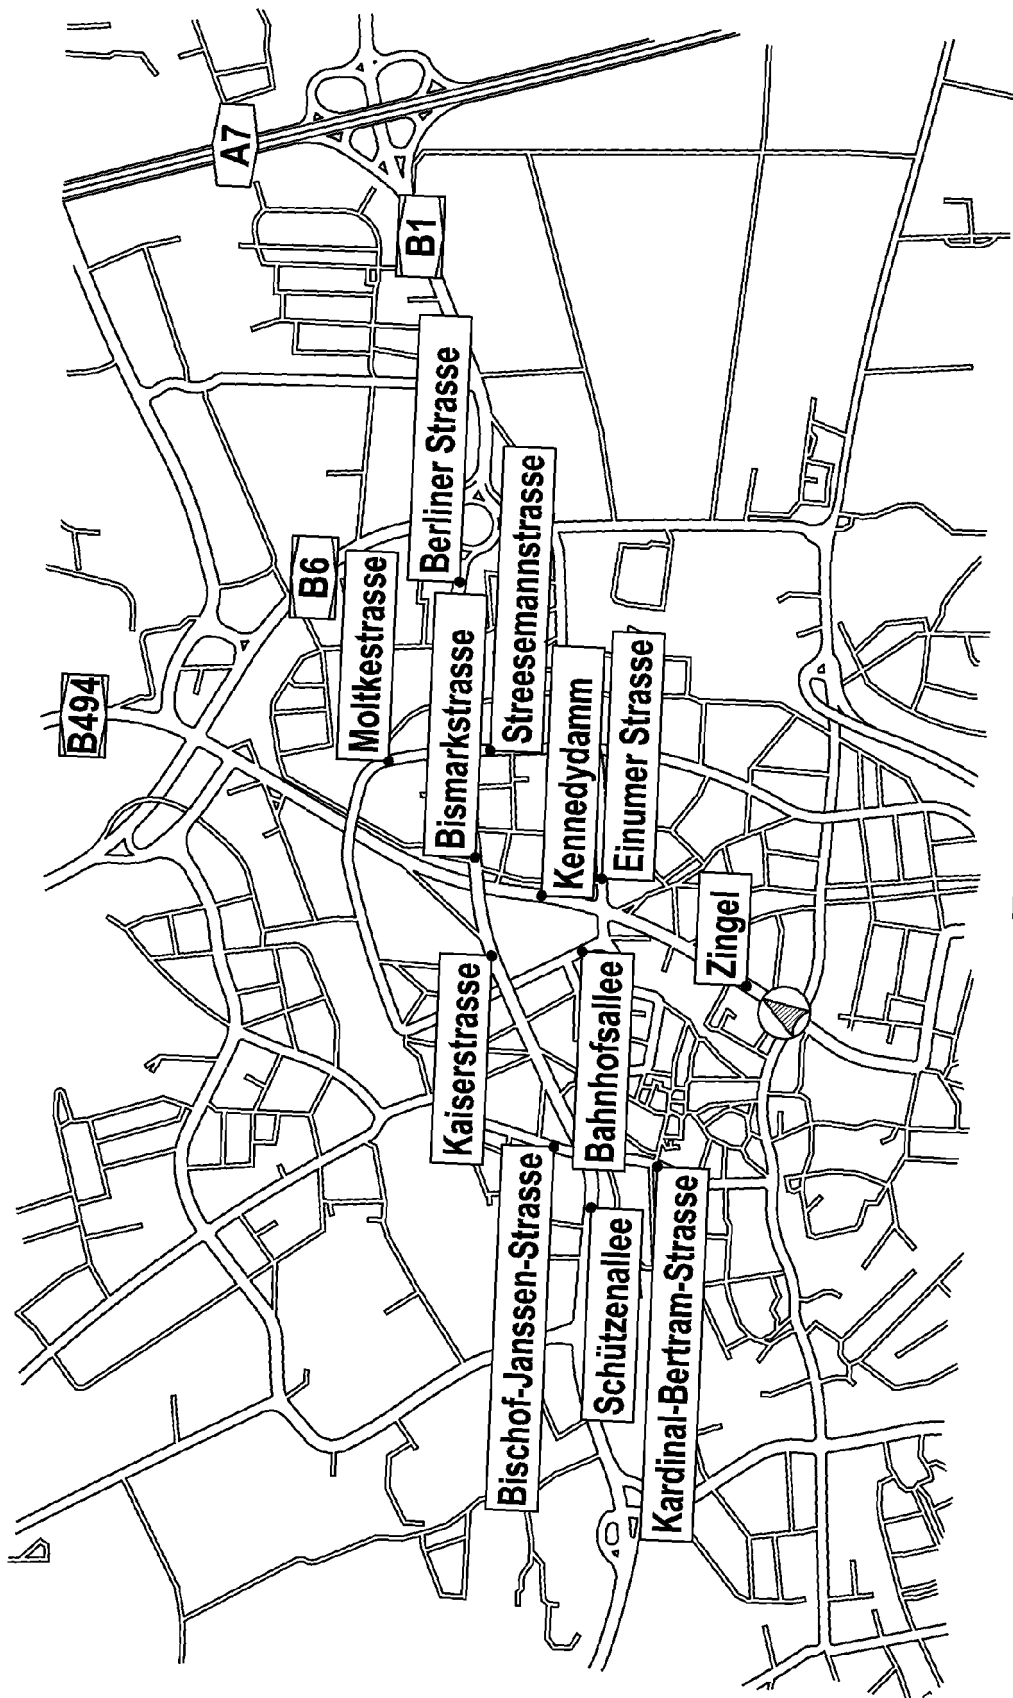 B494
B6
A7
B1
Moltkestrasse
Berliner Strasse
Bismarkstrasse
Streesemannstrasse
Kennedydamm
Einumer Strasse
Kaiserstrasse
Bahnhofsallee
Zingel
Bischof-Janssen-Strasse
Schützenallee
Kardinal-Bertram-Strasse